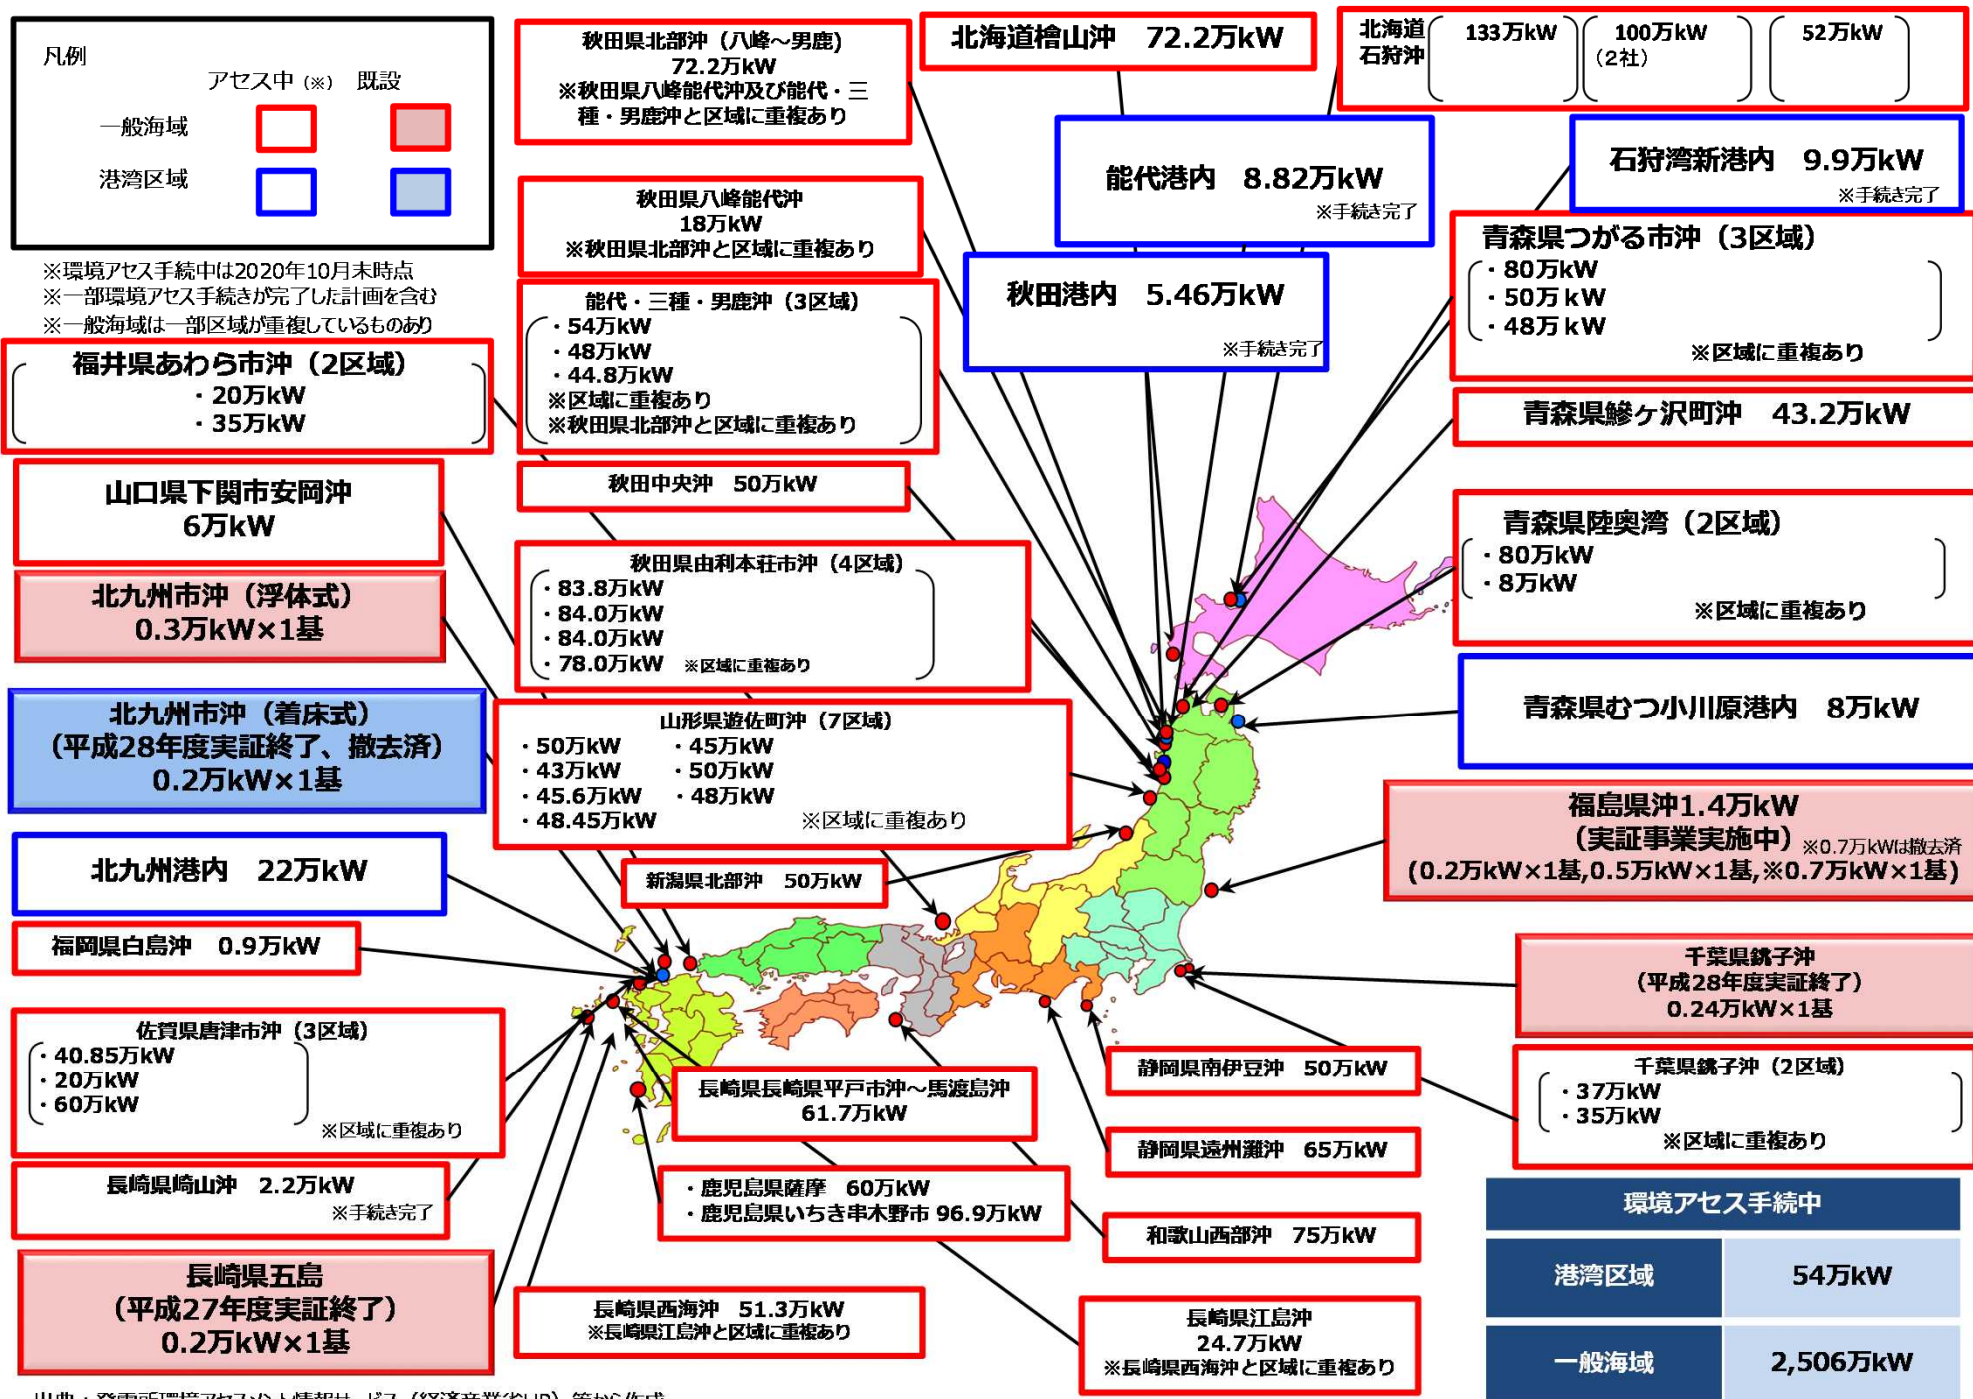 凡例
アセス中（※） 既設
一般海域
港湾区域
※環境アセス手続中は2020年10月末時点
※一部環境アセス手続きが完了した計画を含む
※一般海域は一部区域が重複しているものあり
福井県あわら市沖（2区域）
・20万kW
・35万kW
山口県下関市安岡沖
6万kW
北九州市沖（浮体式）
0.3万kW×1基
北九州市沖（着床式）
（平成28年度実証終了、撤去済）
0.2万kW×1基
北九州港内 22万kW
福岡県白島沖 0.9万kW
佐賀県唐津市沖（3区域）
・40.85万kW
・20万kW
・60万kW
※区域に重複あり
長崎県崎山沖 2.2万kW
※手続き完了
長崎県五島
（平成27年度実証終了）
0.2万kW×1基
秋田県北部沖（八峰～男鹿）
72.2万kW
※秋田県八峰能代沖及び能代・三
種・男鹿沖と区域に重複あり
秋田県八峰能代沖
18万kW
※秋田県北部沖と区域に重複あり
能代・三種・男鹿沖（3区域）
・54万kW
・48万kW
・44.8万kW
※区域に重複あり
※秋田県北部沖と区域に重複あり
秋田中央沖 50万kW
秋田県由利本荘市沖（4区域）
・83.8万kW
・84.0万kW
・84.0万kW
・78.0万kW ※区域に重複あり
山形県遊佐町沖（7区域）
・50万kW ・45万kW
・43万kW ・50万kW
・45.6万kW ・48万kW
・48.45万kW ※区域に重複あり
新潟県北部沖 50万kW
北海道檜山沖 72.2万kW
能代港内 8.82万kW
※手続き完了
秋田港内 5.46万kW
※手続き完了
北海道
石狩沖
133万kW 100万kW 52万kW
（2社）
石狩湾新港内 9.9万kW
※手続き完了
青森県つがる市沖（3区域）
・80万kW
・50万kW
・48万kW
※区域に重複あり
青森県鰺ヶ沢町沖 43.2万kW
青森県陸奥湾（2区域）
・80万kW
・8万kW
※区域に重複あり
青森県むつ小川原港内 8万kW
福島県沖1.4万kW
（実証事業実施中）※0.7万kWは撤去済
(0.2万kW×1基,0.5万kW×1基,※0.7万kW×1基)
千葉県銚子沖
（平成28年度実証終了）
0.24万kW×1基
千葉県銚子沖（2区域）
・37万kW
・35万kW
※区域に重複あり
静岡県南伊豆沖 50万kW
静岡県遠州灘沖 65万kW
和歌山西部沖 75万kW
長崎県長崎県平戸市沖～馬渡島沖
61.7万kW
・鹿児島県薩摩 60万kW
・鹿児島県いちき串木野市 96.9万kW
長崎県西海沖 51.3万kW
※長崎県江島沖と区域に重複あり
長崎県江島沖
24.7万kW
※長崎県西海沖と区域に重複あり
環境アセス手続中
港湾区域 54万kW
一般海域 2,506万kW
出典：発電所環境アセスメント情報サービス（経済産業省HP）等から作成